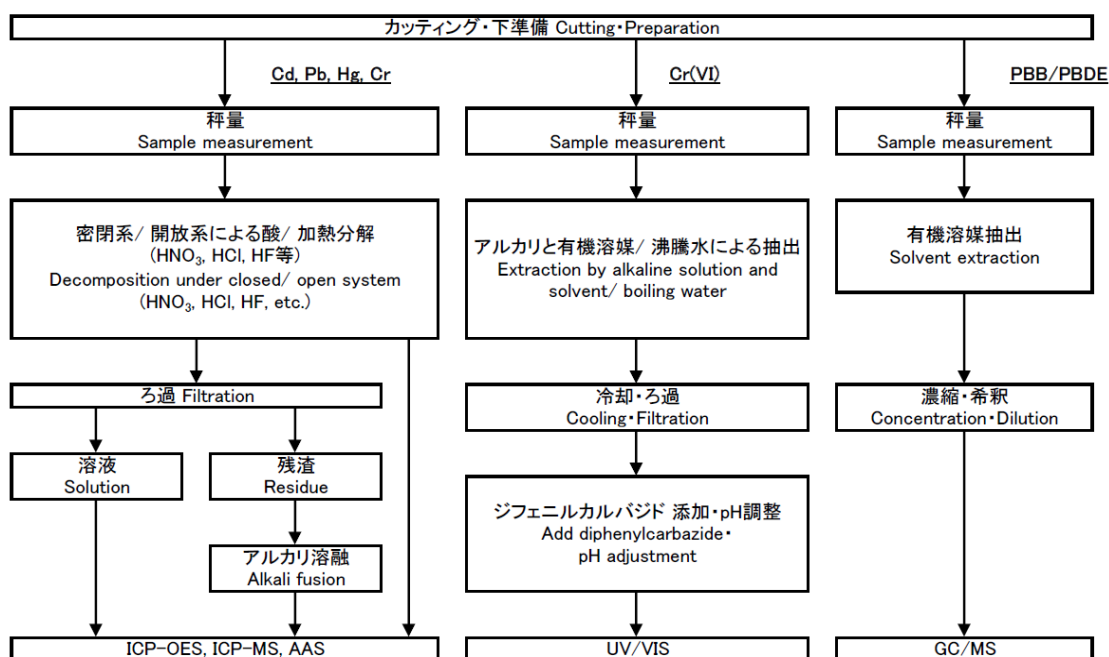 カッティング・下準備 Cutting・Preparation
Cd, Pb, Hg, Cr
Cr(VI)
PBB/PBDE
秤量
Sample measurement
秤量
Sample measurement
秤量
Sample measurement
密閉系/ 開放系による酸/ 加熱分解
(HNO₃, HCl, HF等)
Decomposition under closed/ open system
(HNO₃, HCl, HF, etc.)
アルカリと有機溶媒/ 沸騰水による抽出
Extraction by alkaline solution and
solvent/ boiling water
有機溶媒抽出
Solvent extraction
ろ過 Filtration
冷却・ろ過
Cooling・Filtration
濃縮・希釈
Concentration・Dilution
溶液
Solution
残渣
Residue
ジフェニルカルバジド 添加・pH調整
Add diphenylcarbazide・
pH adjustment
アルカリ溶融
Alkali fusion
ICP-OES, ICP-MS, AAS
UV/VIS
GC/MS